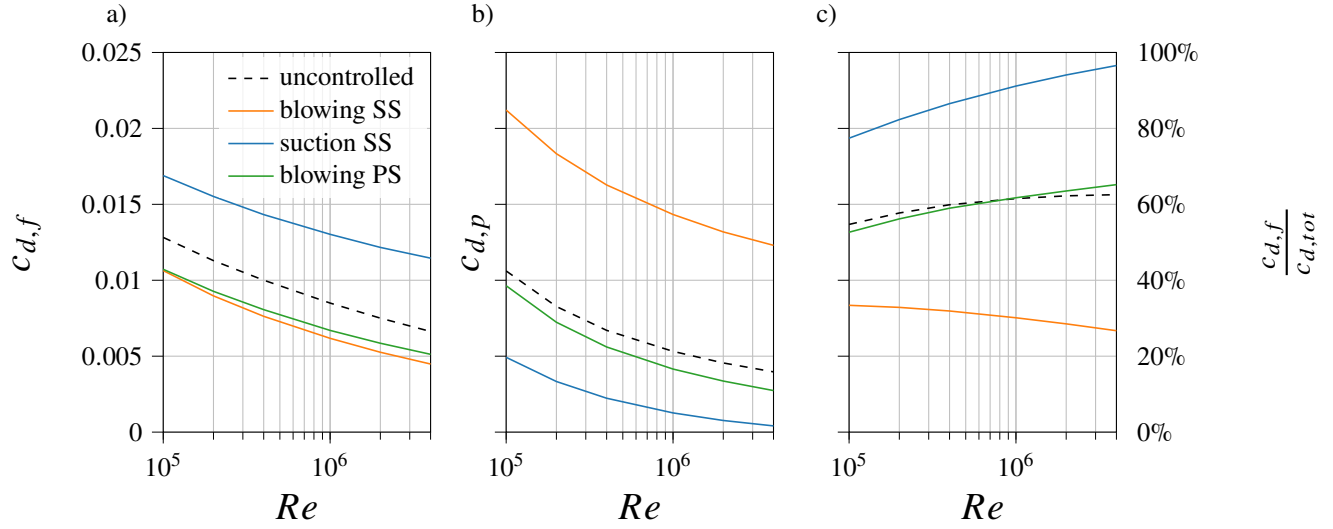 a)
b)
c)
0.025
0.02
0.015
0.01
0.005
0
c_{d,f}
uncontrolled
blowing SS
suction SS
blowing PS
10^5
10^6
Re
c_{d,p}
10^5
10^6
Re
100%
80%
60%
40%
20%
0%
c_{d,f}
c_{d,tot}
10^5
10^6
Re